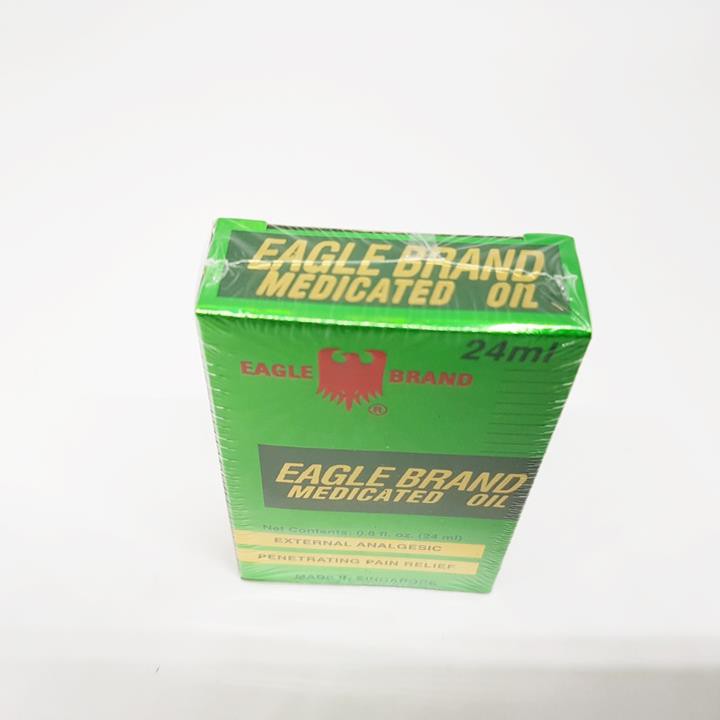 EAGLE BRAND
MEDICATED OIL
24ml
EAGLE BRAND
®
EAGLE BRAND
MEDICATED OIL
Net Contents: 0.8 fl. oz. (24 ml)
EXTERNAL ANALGESIC
PENETRATING PAIN RELIEF
MADE IN SINGAPORE